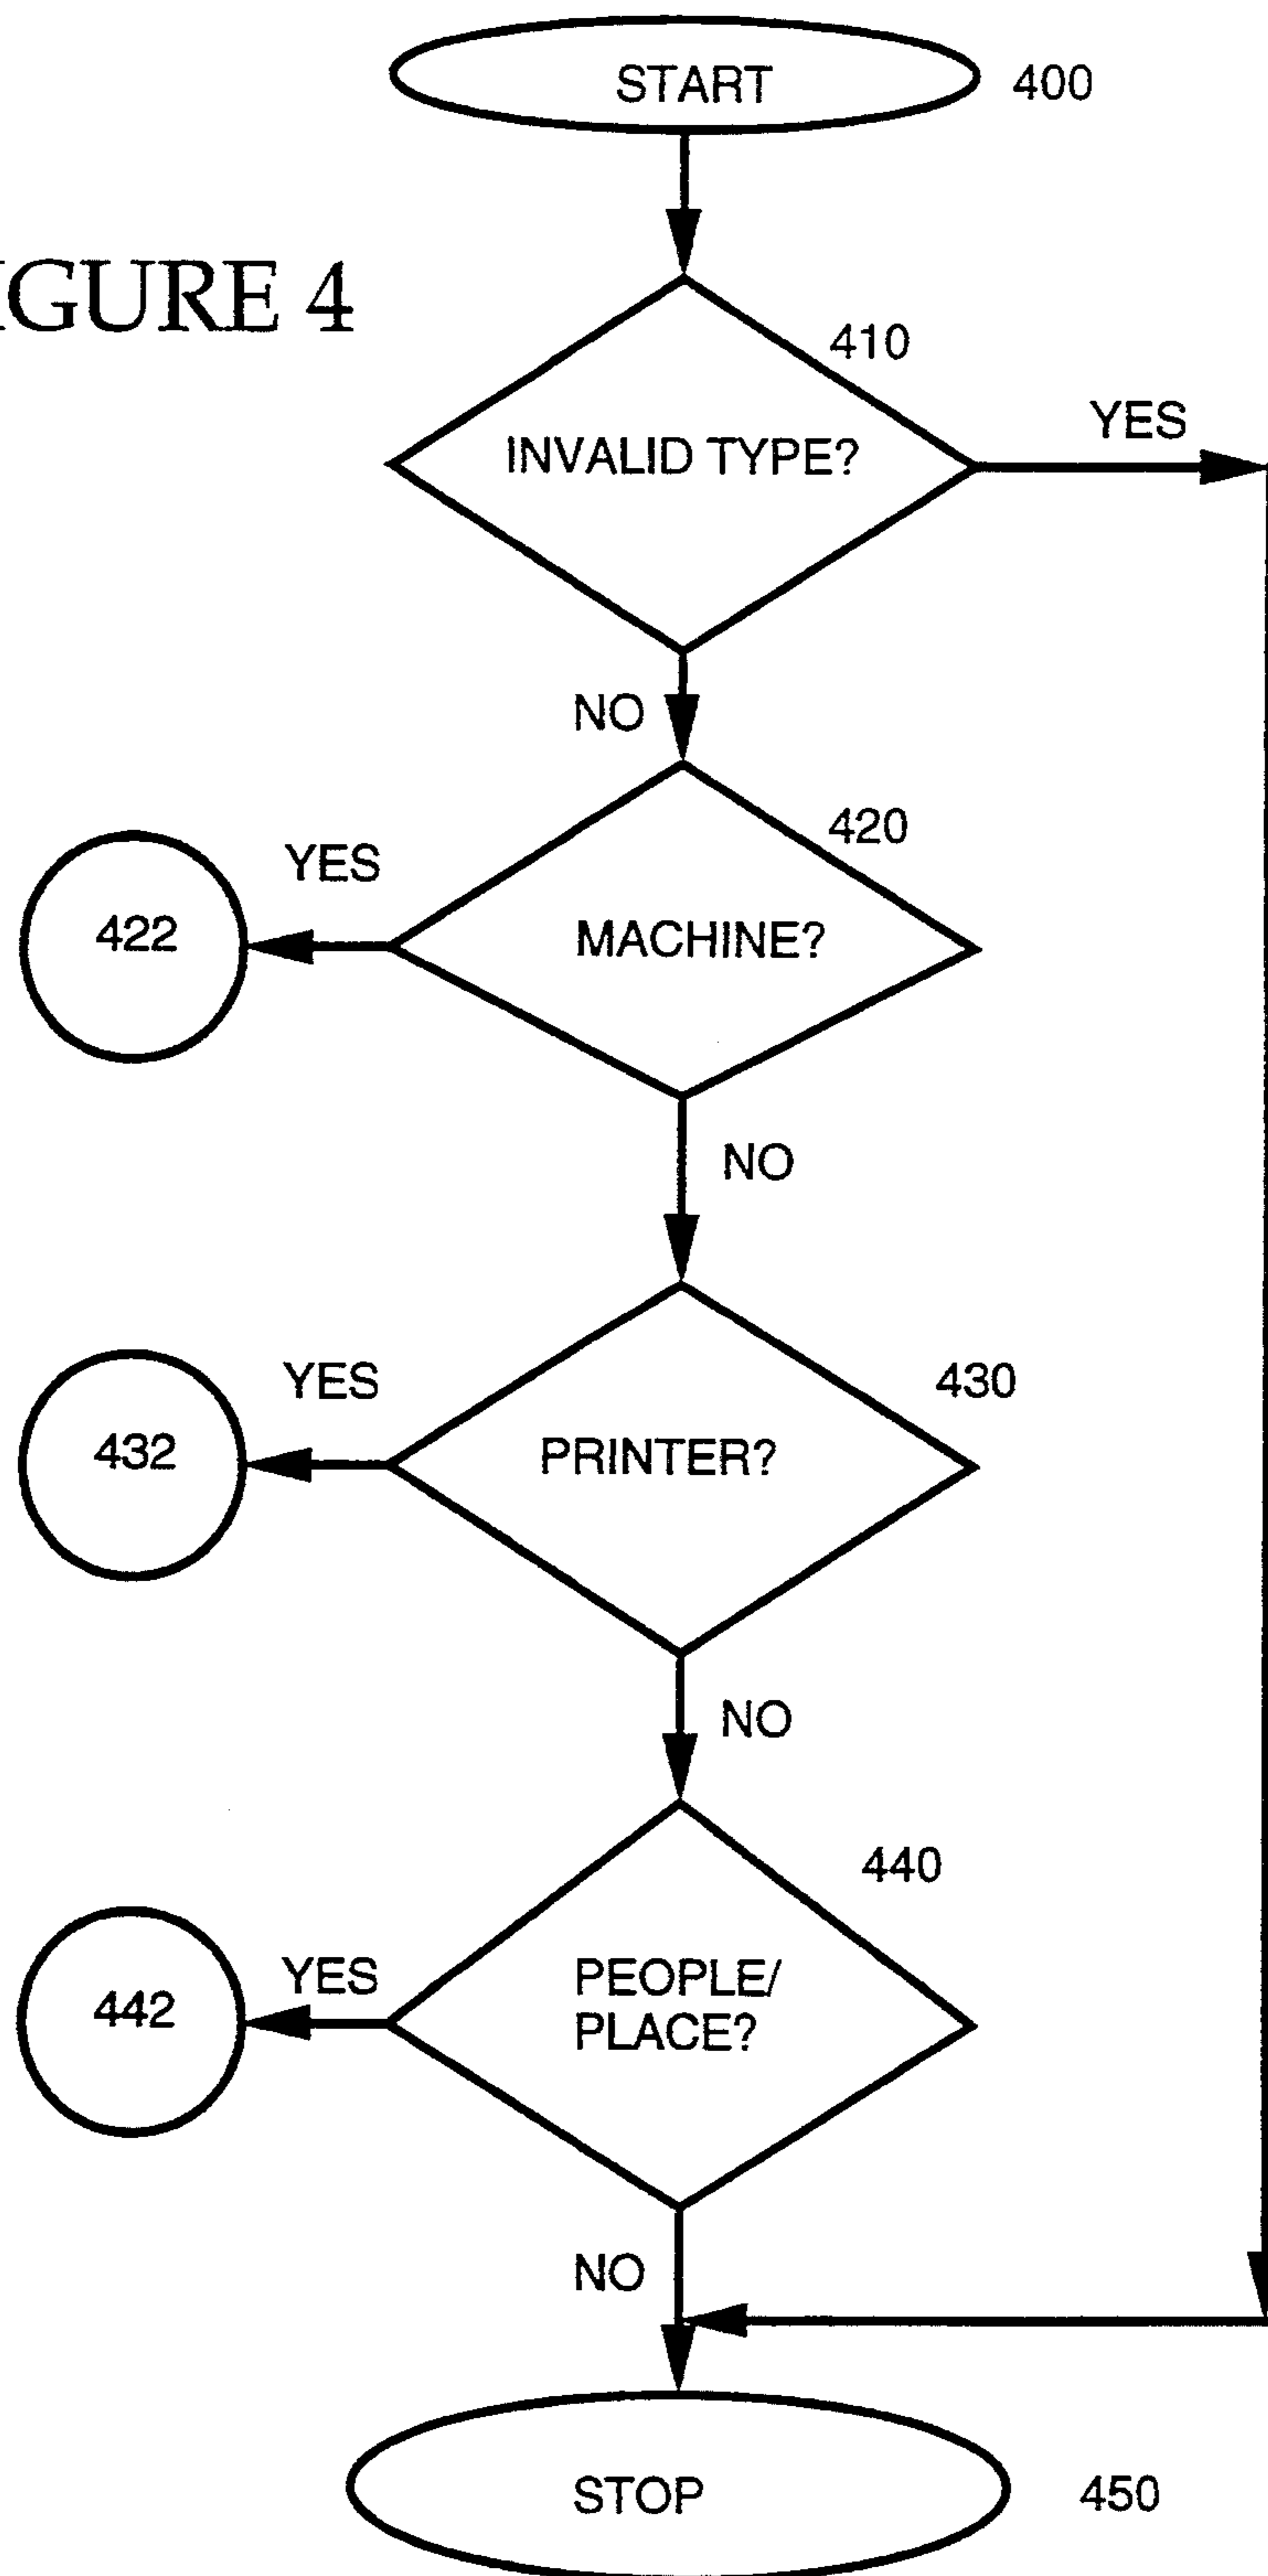 START 400
IGURE 4
410
YES
INVALID TYPE?
NO
420
YES
422
MACHINE?
NO
YES
430
432
PRINTER?
NO
440
YES
442
PEOPLE/
PLACE?
NO
STOP 450